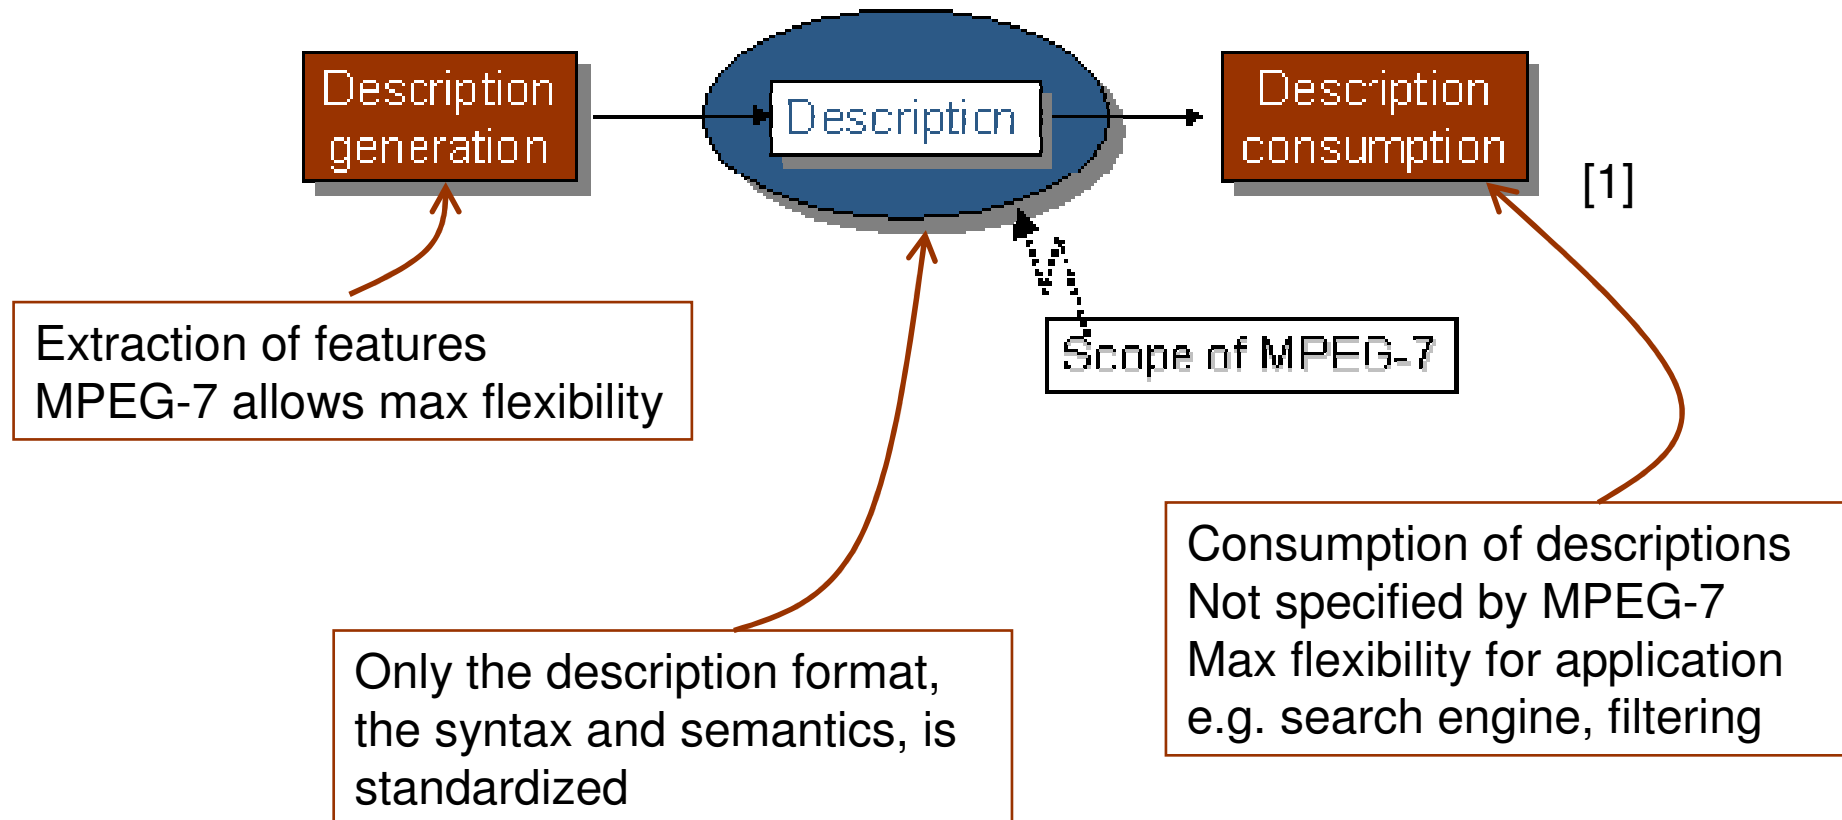 Description
generation
Description
Description
consumption
[1]
Extraction of features
MPEG-7 allows max flexibility
Scope of MPEG-7
Only the description format,
the syntax and semantics, is
standardized
Consumption of descriptions
Not specified by MPEG-7
Max flexibility for application
e.g. search engine, filtering